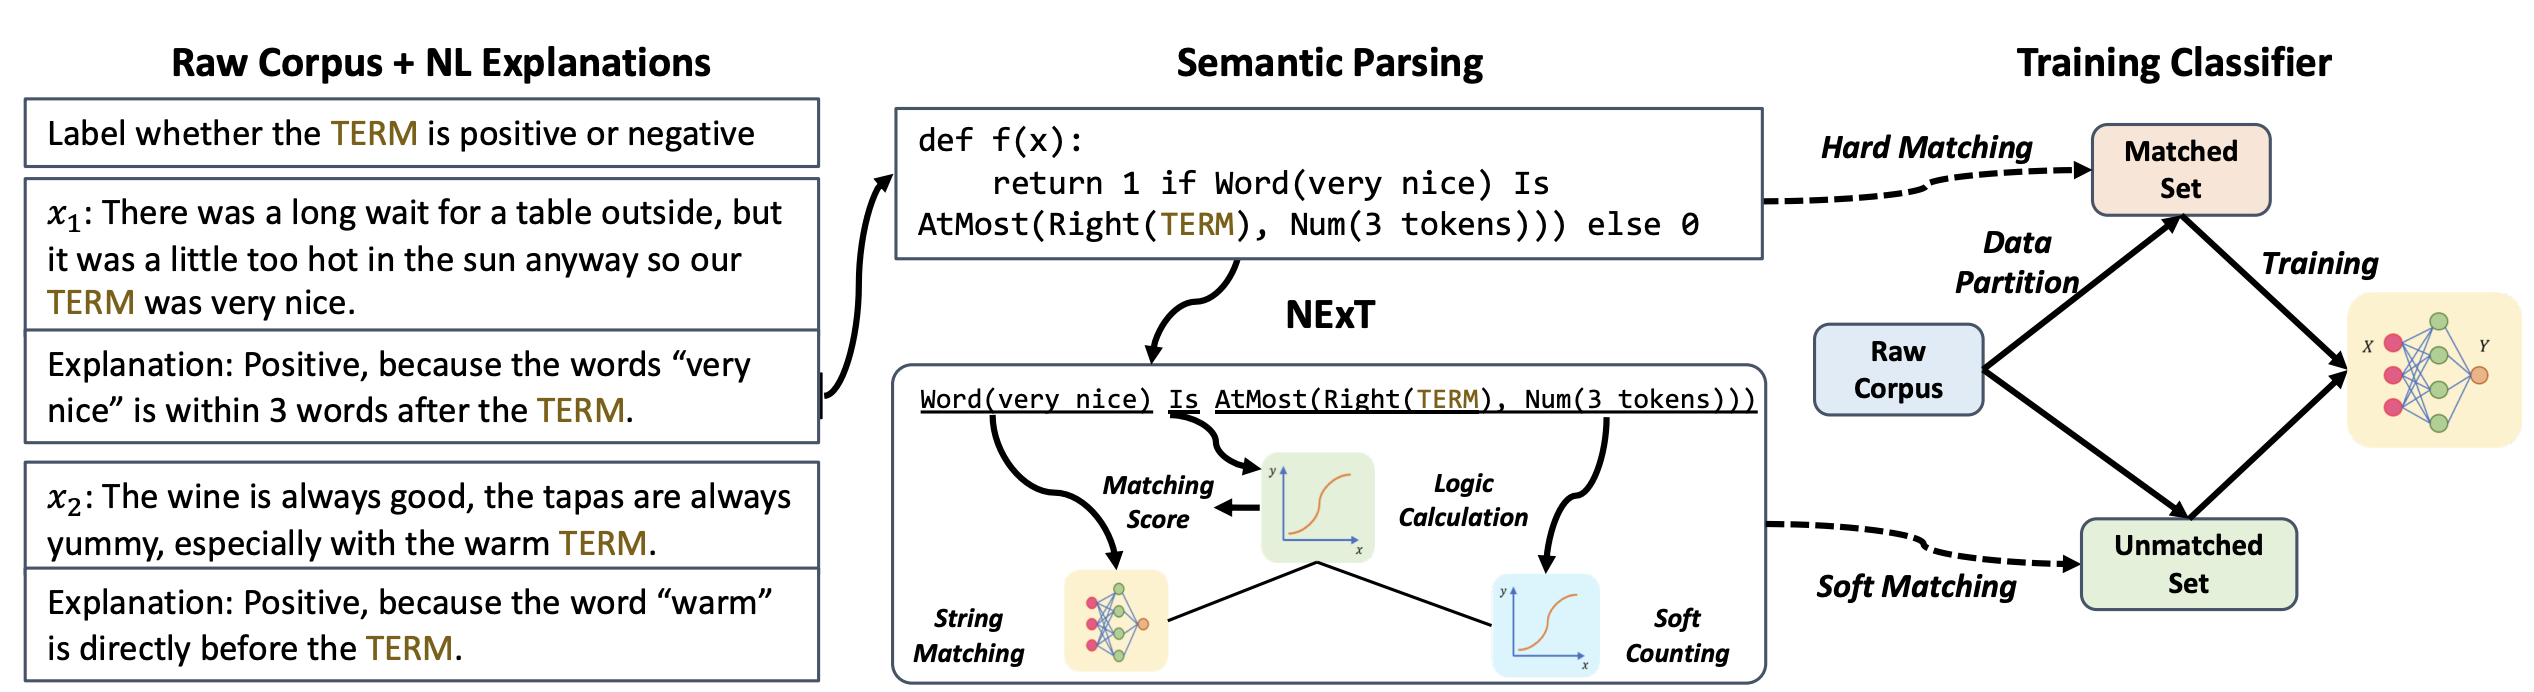 Raw Corpus + NL Explanations
Label whether the TERM is positive or negative
x₁: There was a long wait for a table outside, but
it was a little too hot in the sun anyway so our
TERM was very nice.
Explanation: Positive, because the words “very
nice” is within 3 words after the TERM.
x₂: The wine is always good, the tapas are always
yummy, especially with the warm TERM.
Explanation: Positive, because the word “warm”
is directly before the TERM.
Semantic Parsing
def f(x):
return 1 if Word(very nice) Is
AtMost(Right(TERM), Num(3 tokens))) else 0
NExT
Word(very nice) Is AtMost(Right(TERM), Num(3 tokens)))
Matching
Score
y
x
Logic
Calculation
String
Matching
y
x
Soft
Counting
Training Classifier
Hard Matching
Matched
Set
Data
Partition
Training
Raw
Corpus
X
Y
Soft Matching
Unmatched
Set